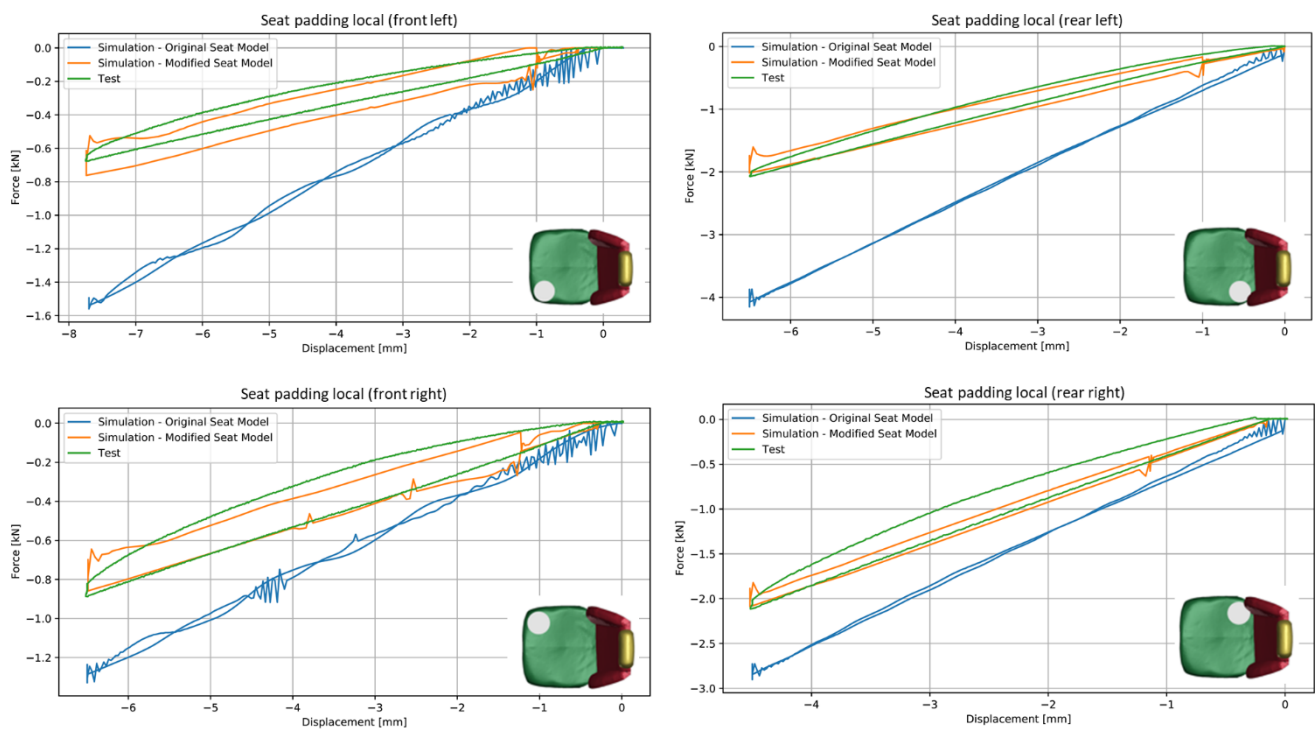 Seat padding local (front left)
0.0
−0.2
−0.4
−0.6
−0.8
−1.0
−1.2
−1.4
−1.6
Force [kN]
Simulation - Original Seat Model
Simulation - Modified Seat Model
Test
−8 −7 −6 −5 −4 −3 −2 −1 0
Displacement [mm]
Seat padding local (rear left)
0
−1
−2
−3
−4
Force [kN]
Simulation - Original Seat Model
Simulation - Modified Seat Model
Test
−6 −5 −4 −3 −2 −1 0
Displacement [mm]
Seat padding local (front right)
0.0
−0.2
−0.4
−0.6
−0.8
−1.0
−1.2
Force [kN]
Simulation - Original Seat Model
Simulation - Modified Seat Model
Test
−6 −5 −4 −3 −2 −1 0
Displacement [mm]
Seat padding local (rear right)
0.0
−0.5
−1.0
−1.5
−2.0
−2.5
−3.0
Force [kN]
Simulation - Original Seat Model
Simulation - Modified Seat Model
Test
−4 −3 −2 −1 0
Displacement [mm]